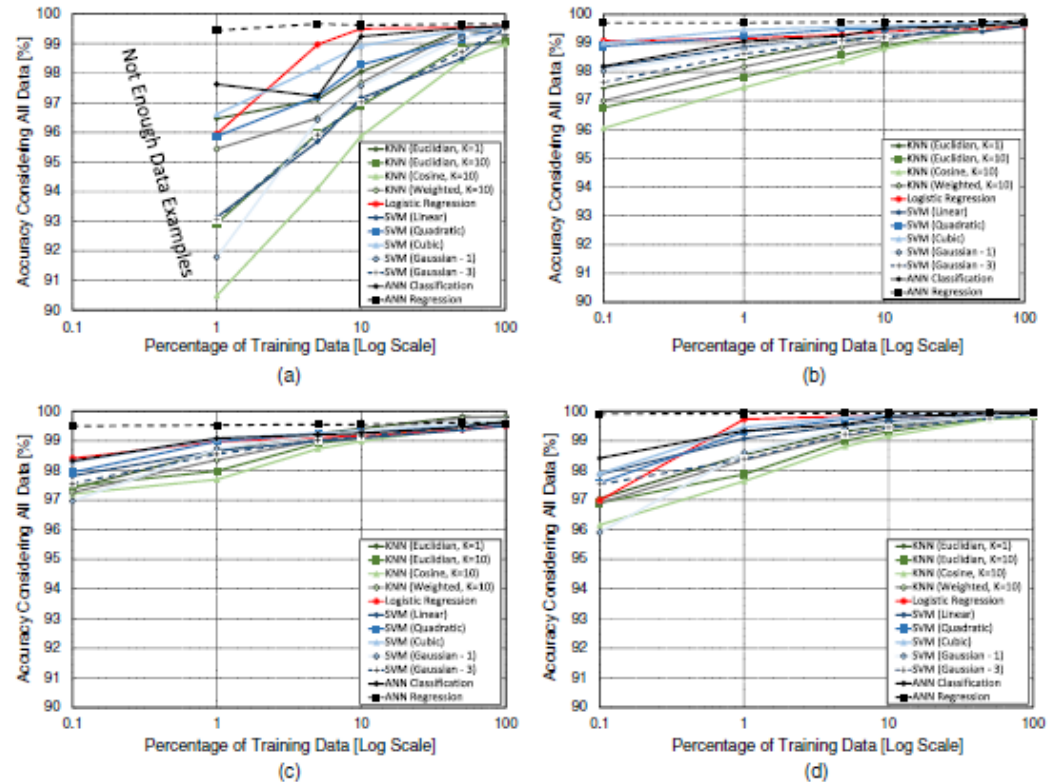 Accuracy Considering All Data [%]
100
99
98
97
96
95
94
93
92
91
90
Not Enough Data Examples
KNN (Euclidian, K=1)
KNN (Euclidian, K=10)
KNN (Cosine, K=10)
KNN (Weighted, K=10)
Logistic Regression
SVM (Linear)
SVM (Quadratic)
SVM (Cubic)
SVM (Gaussian - 1)
SVM (Gaussian - 3)
ANN Classification
ANN Regression
0.1 1 10 100
Percentage of Training Data [Log Scale]
(a)
Accuracy Considering All Data [%]
100
99
98
97
96
95
94
93
92
91
90
KNN (Euclidian, K=1)
KNN (Euclidian, K=10)
KNN (Cosine, K=10)
KNN (Weighted, K=10)
Logistic Regression
SVM (Linear)
SVM (Quadratic)
SVM (Cubic)
SVM (Gaussian - 1)
SVM (Gaussian - 3)
ANN Classification
ANN Regression
0.1 1 10 100
Percentage of Training Data [Log Scale]
(b)
Accuracy Considering All Data [%]
100
99
98
97
96
95
94
93
92
91
90
KNN (Euclidian, K=1)
KNN (Euclidian, K=10)
KNN (Cosine, K=10)
KNN (Weighted, K=10)
Logistic Regression
SVM (Linear)
SVM (Quadratic)
SVM (Cubic)
SVM (Gaussian - 1)
SVM (Gaussian - 3)
ANN Classification
ANN Regression
0.1 1 10 100
Percentage of Training Data [Log Scale]
(c)
Accuracy Considering All Data [%]
100
99
98
97
96
95
94
93
92
91
90
KNN (Euclidian, K=1)
KNN (Euclidian, K=10)
KNN (Cosine, K=10)
KNN (Weighted, K=10)
Logistic Regression
SVM (Linear)
SVM (Quadratic)
SVM (Cubic)
SVM (Gaussian - 1)
SVM (Gaussian - 3)
ANN Classification
ANN Regression
0.1 1 10 100
Percentage of Training Data [Log Scale]
(d)